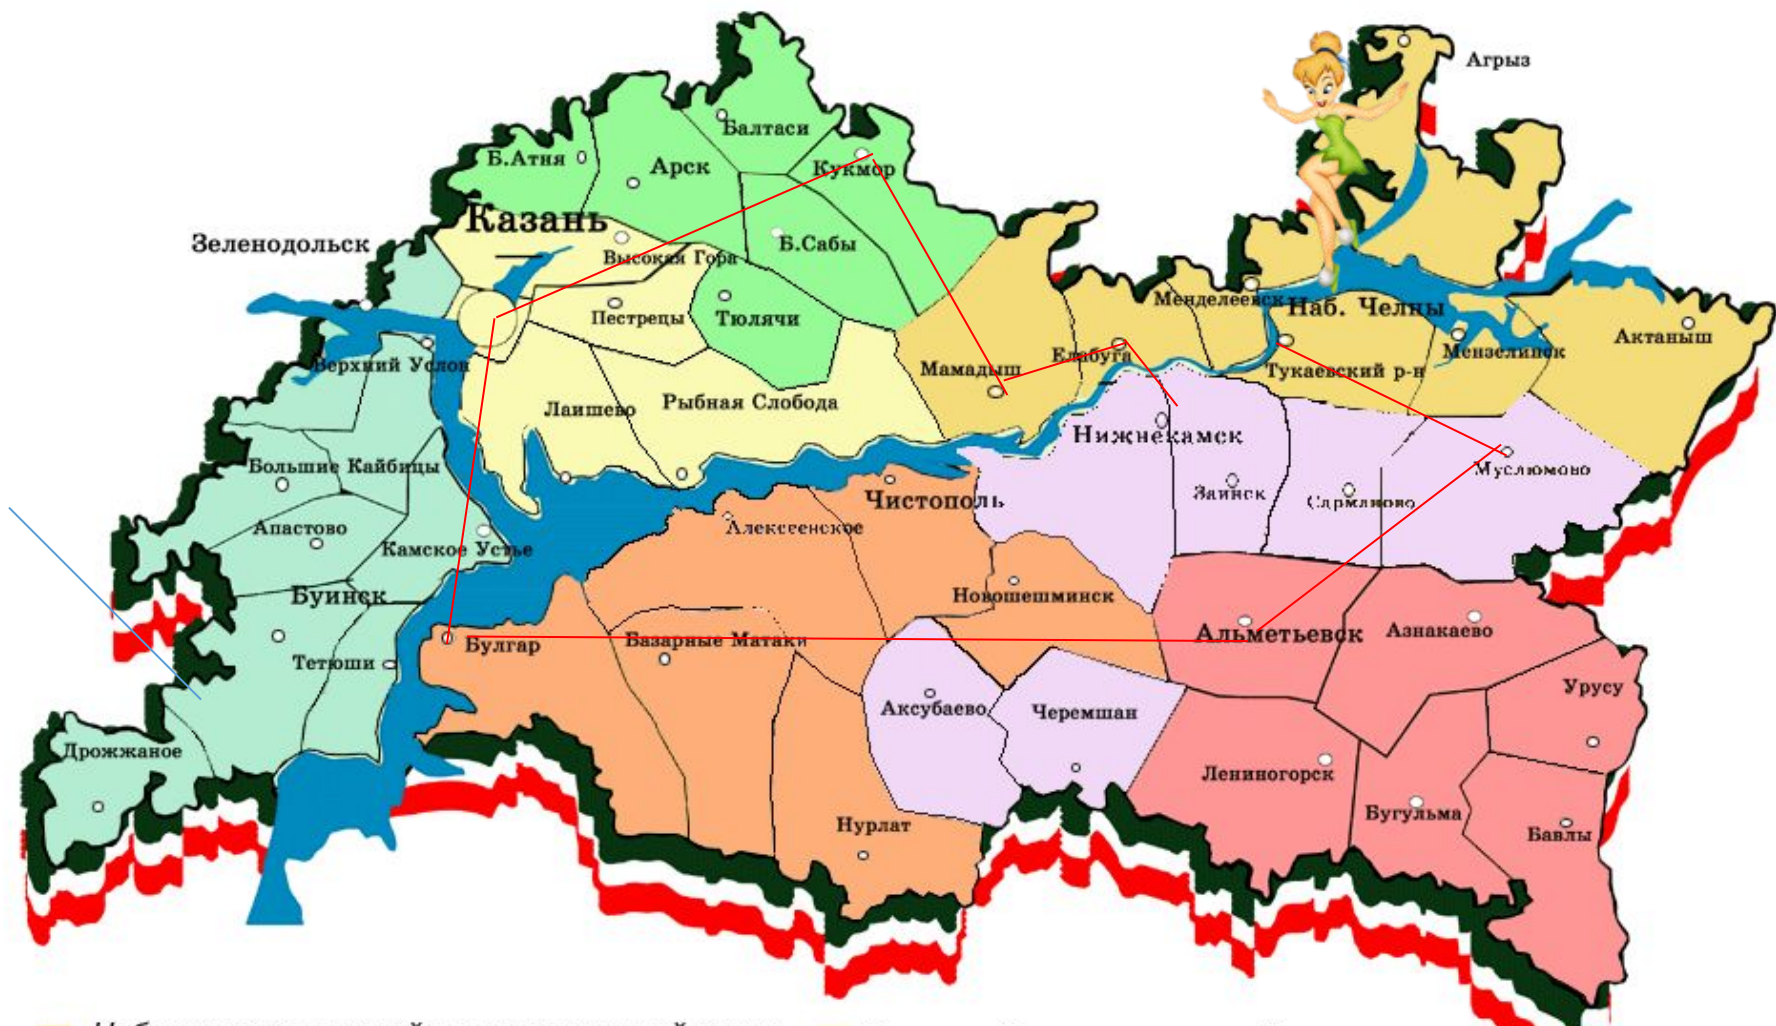 Агрыз
Балтаси
Б.Атня
Арск
Кукмор
Казань
Зеленодольск
Б.Сабы
Высокая Гора
Менделеевск
Наб. Челны
Пестрецы
Тюлячи
Актаныш
Мензелинск
Елабуга
Верхний Услон
Мамадыш
Тукаевский р-н
Лаишево
Рыбная Слобода
Нижнекамск
Большие Кайбицы
Муслюмово
Заинск
Сарманово
Чистополь
Апастово
Алексеенское
Камское Устье
Буинск
Новошешминск
Булгар
Базарные Матаки
Альметьевск
Азнакаево
Тетюши
Урусу
Аксубаево
Черемшан
Дрожжаное
Лениногорск
Бугульма
Нурлат
Бавлы